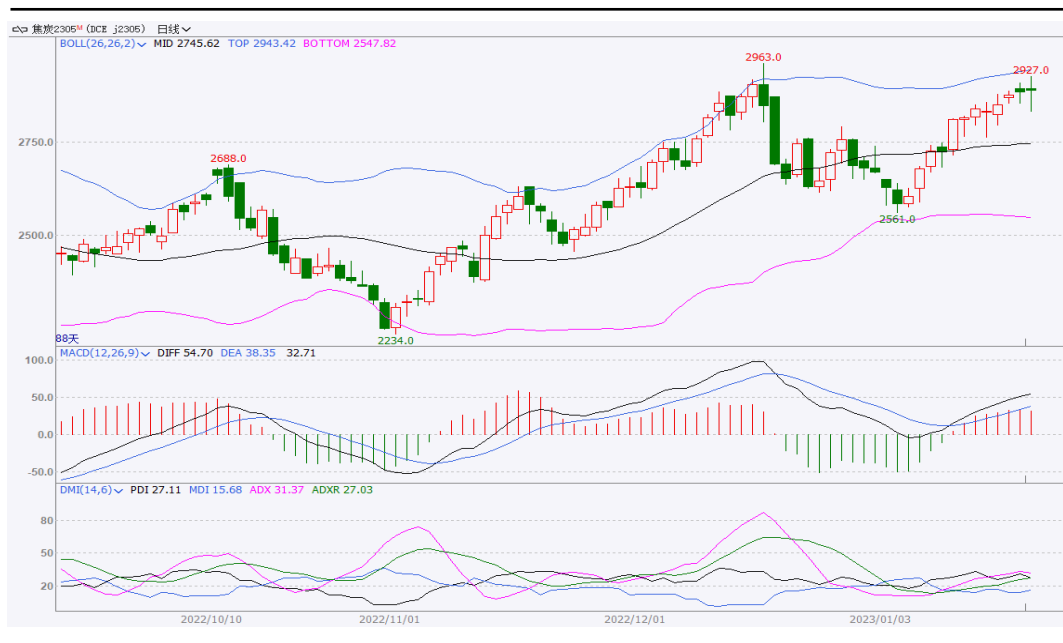 焦炭2305M (DCE j2305) 日线
BOLL(26,26,2) MID 2745.62 TOP 2943.42 BOTTOM 2547.82
2963.0
2927.0
2750.0
2688.0
2500.0
2561.0
2234.0
88天
MACD(12,26,9) DIFF 54.70 DEA 38.35 32.71
100.0
50.0
0.0
-50.0
DMI(14,6) PDI 27.11 MDI 15.68 ADX 31.37 ADXR 27.03
80
50
20
2022/10/10 2022/11/01 2022/12/01 2023/01/03